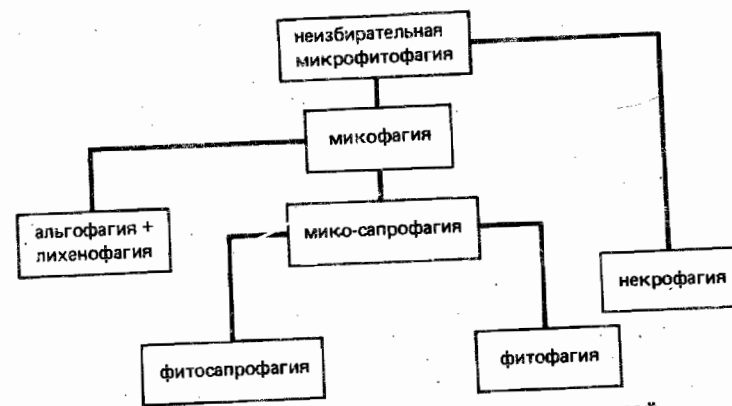 неизбирательная
микрофитофагия
микофагия
альгофагия +
лихенофагия
мико-сапрофагия
некрофагия
фитосапрофагия
фитофагия